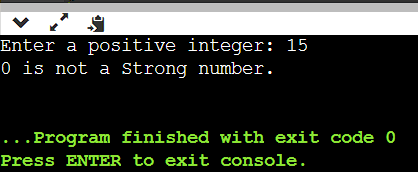 Enter a positive integer: 15
0 is not a Strong number.
...Program finished with exit code 0
Press ENTER to exit console.